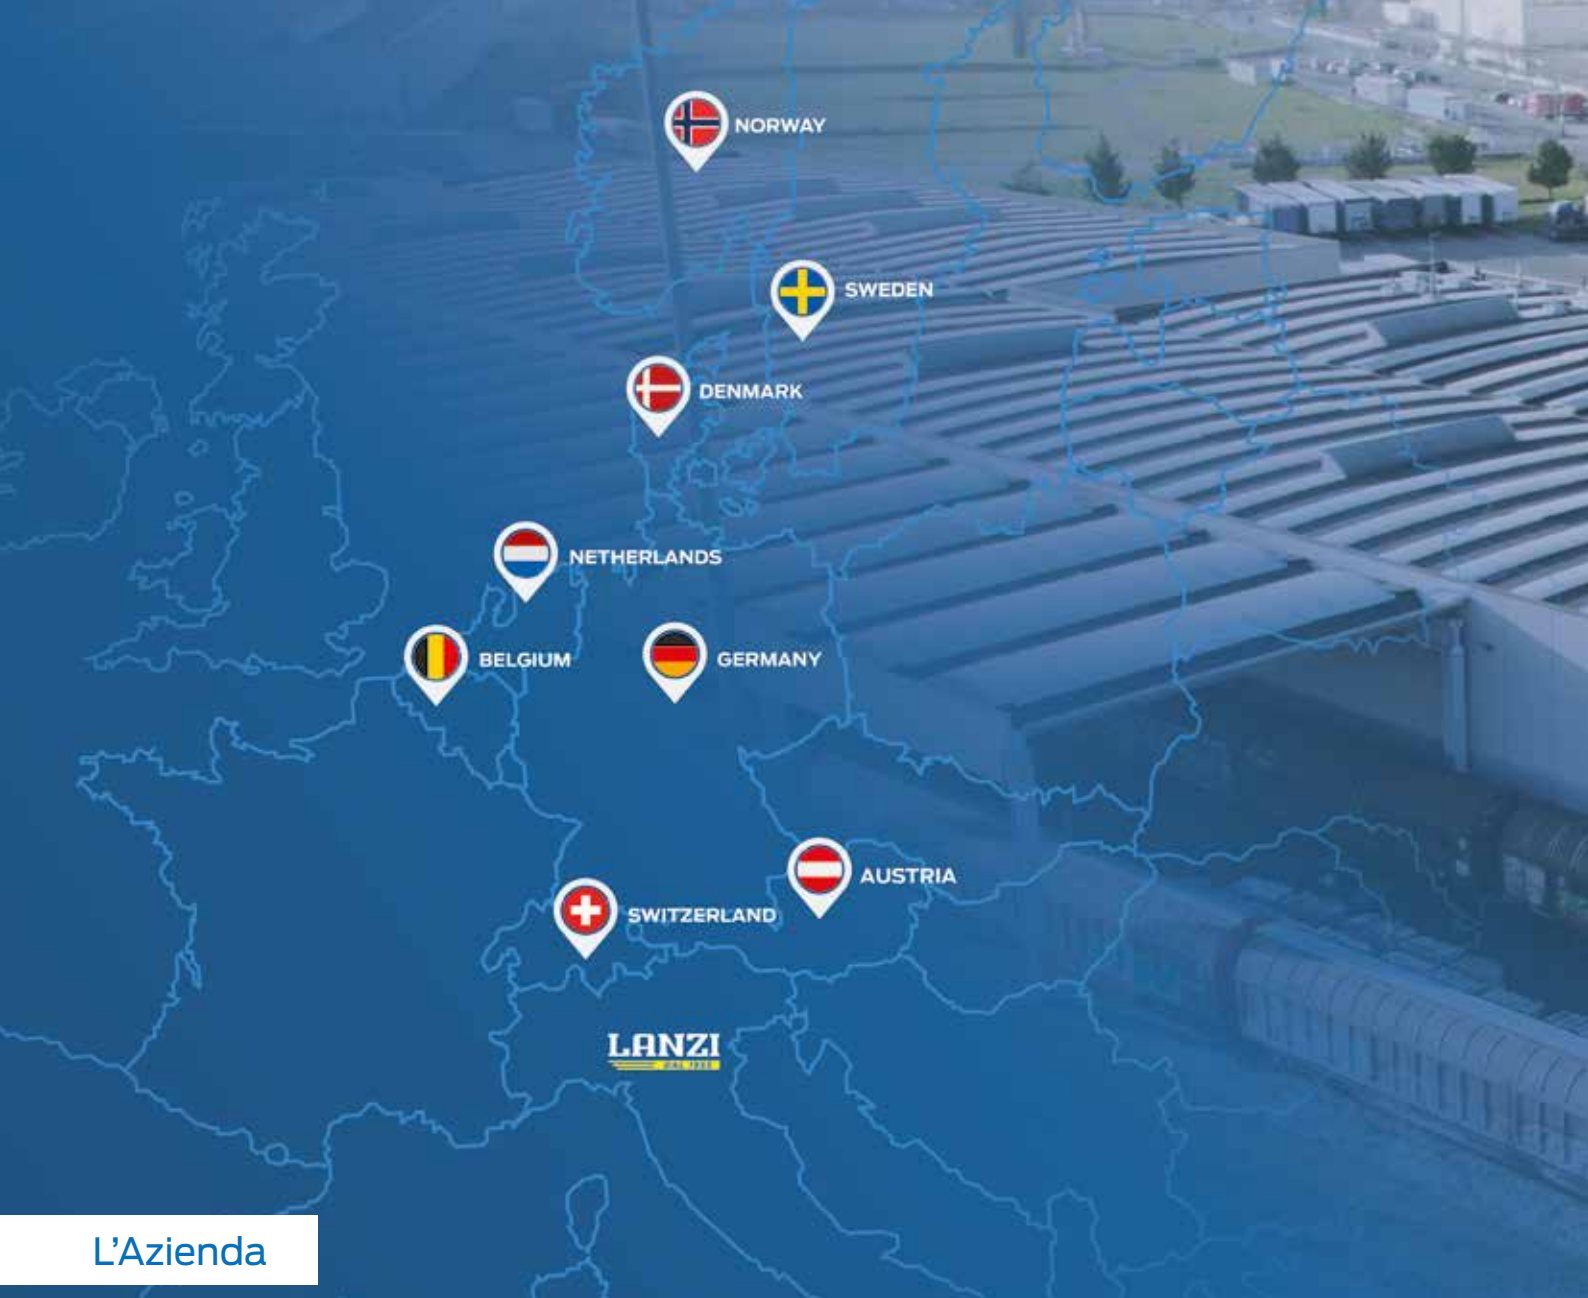 NORWAY
SWEDEN
DENMARK
NETHERLANDS
BELGIUM
GERMANY
AUSTRIA
SWITZERLAND
LANZI
L'Azienda